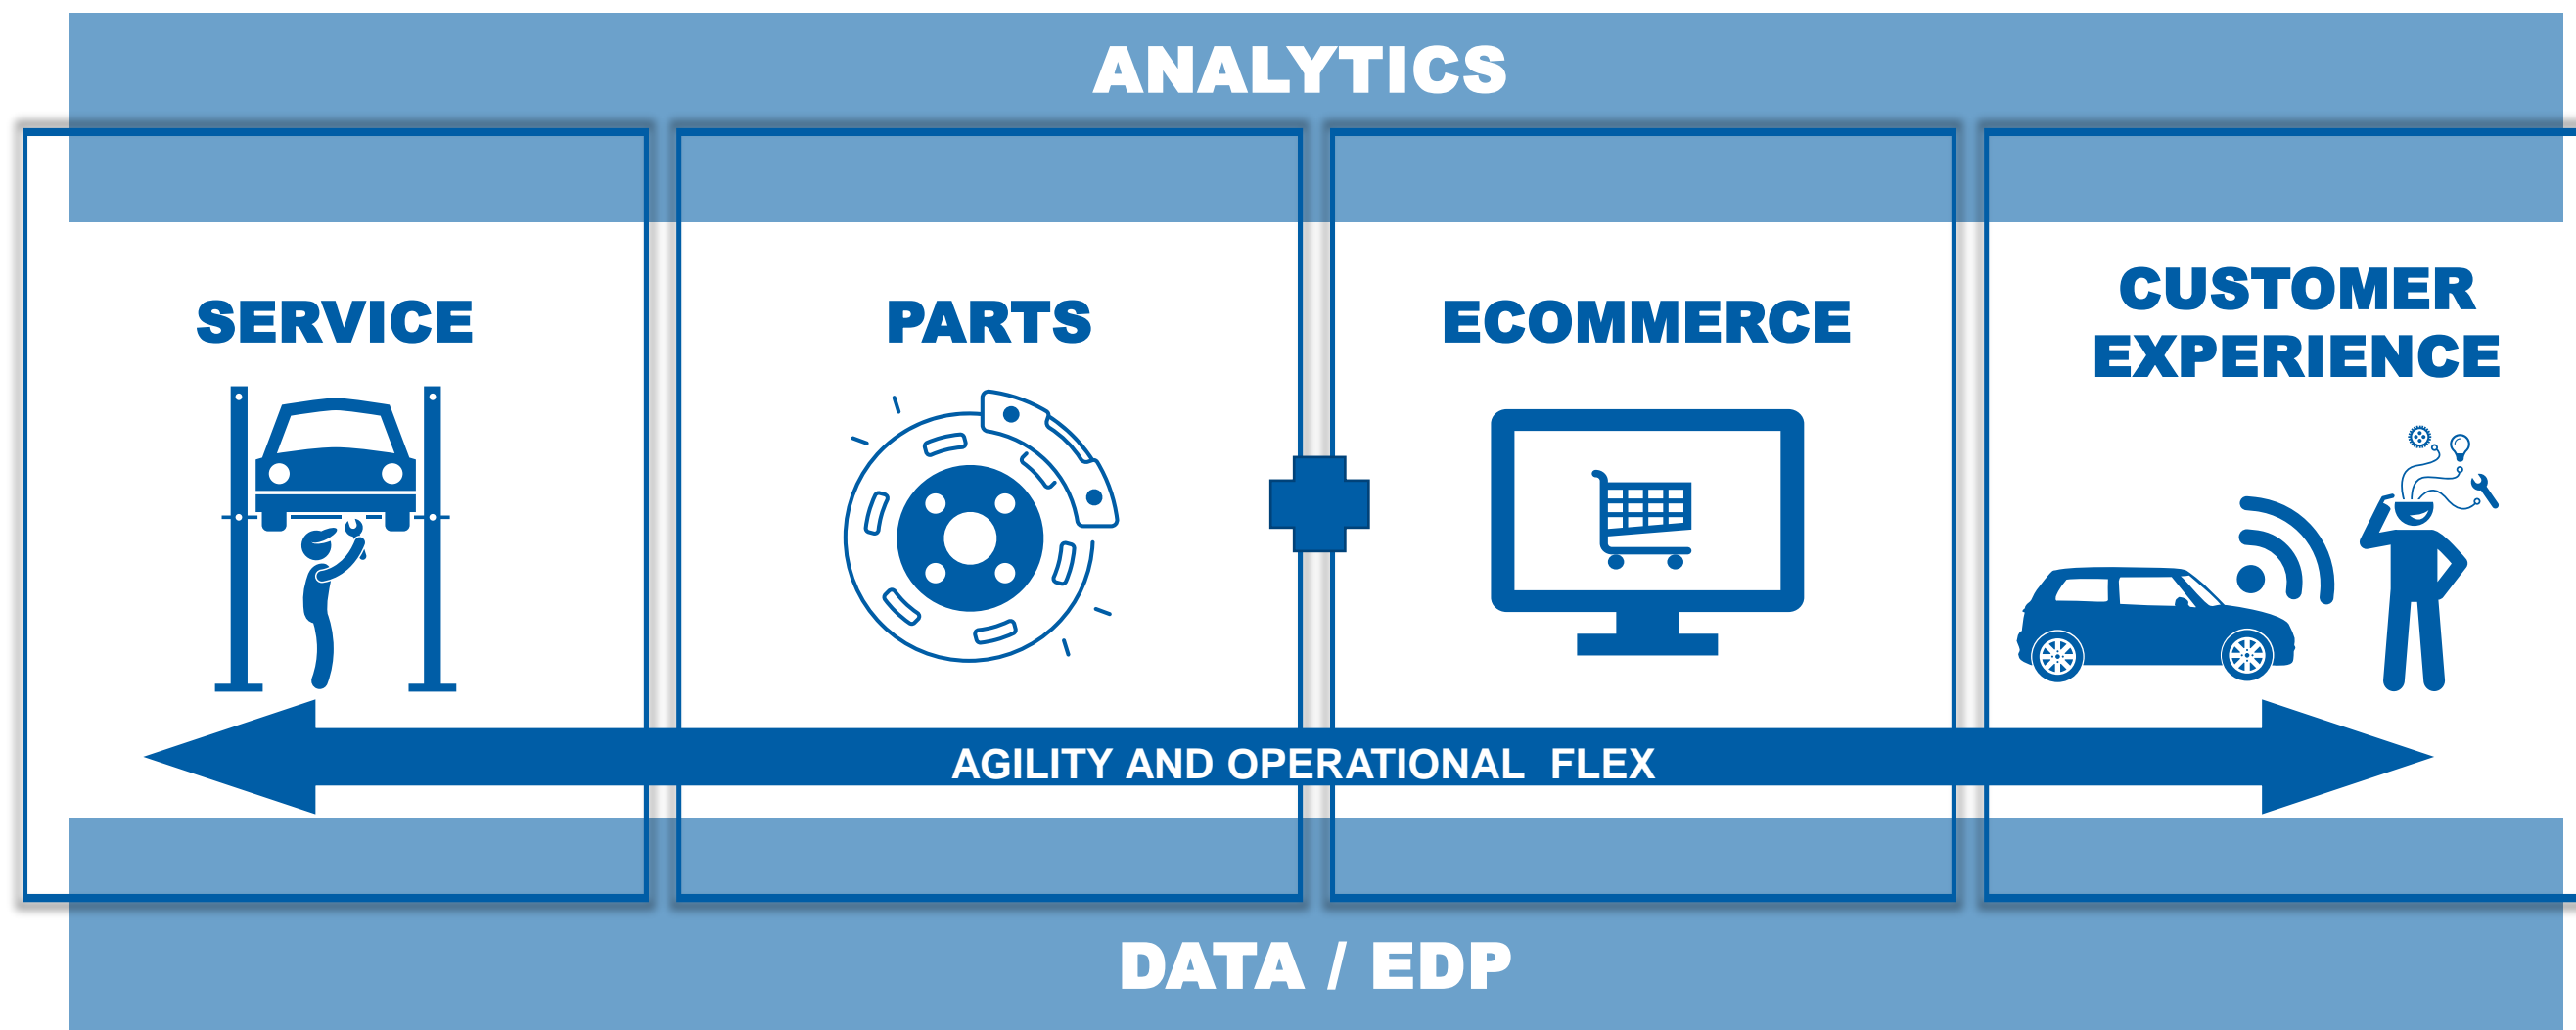 ANALYTICS
SERVICE
PARTS
ECOMMERCE
CUSTOMER
EXPERIENCE
AGILITY AND OPERATIONAL  FLEX
DATA / EDP